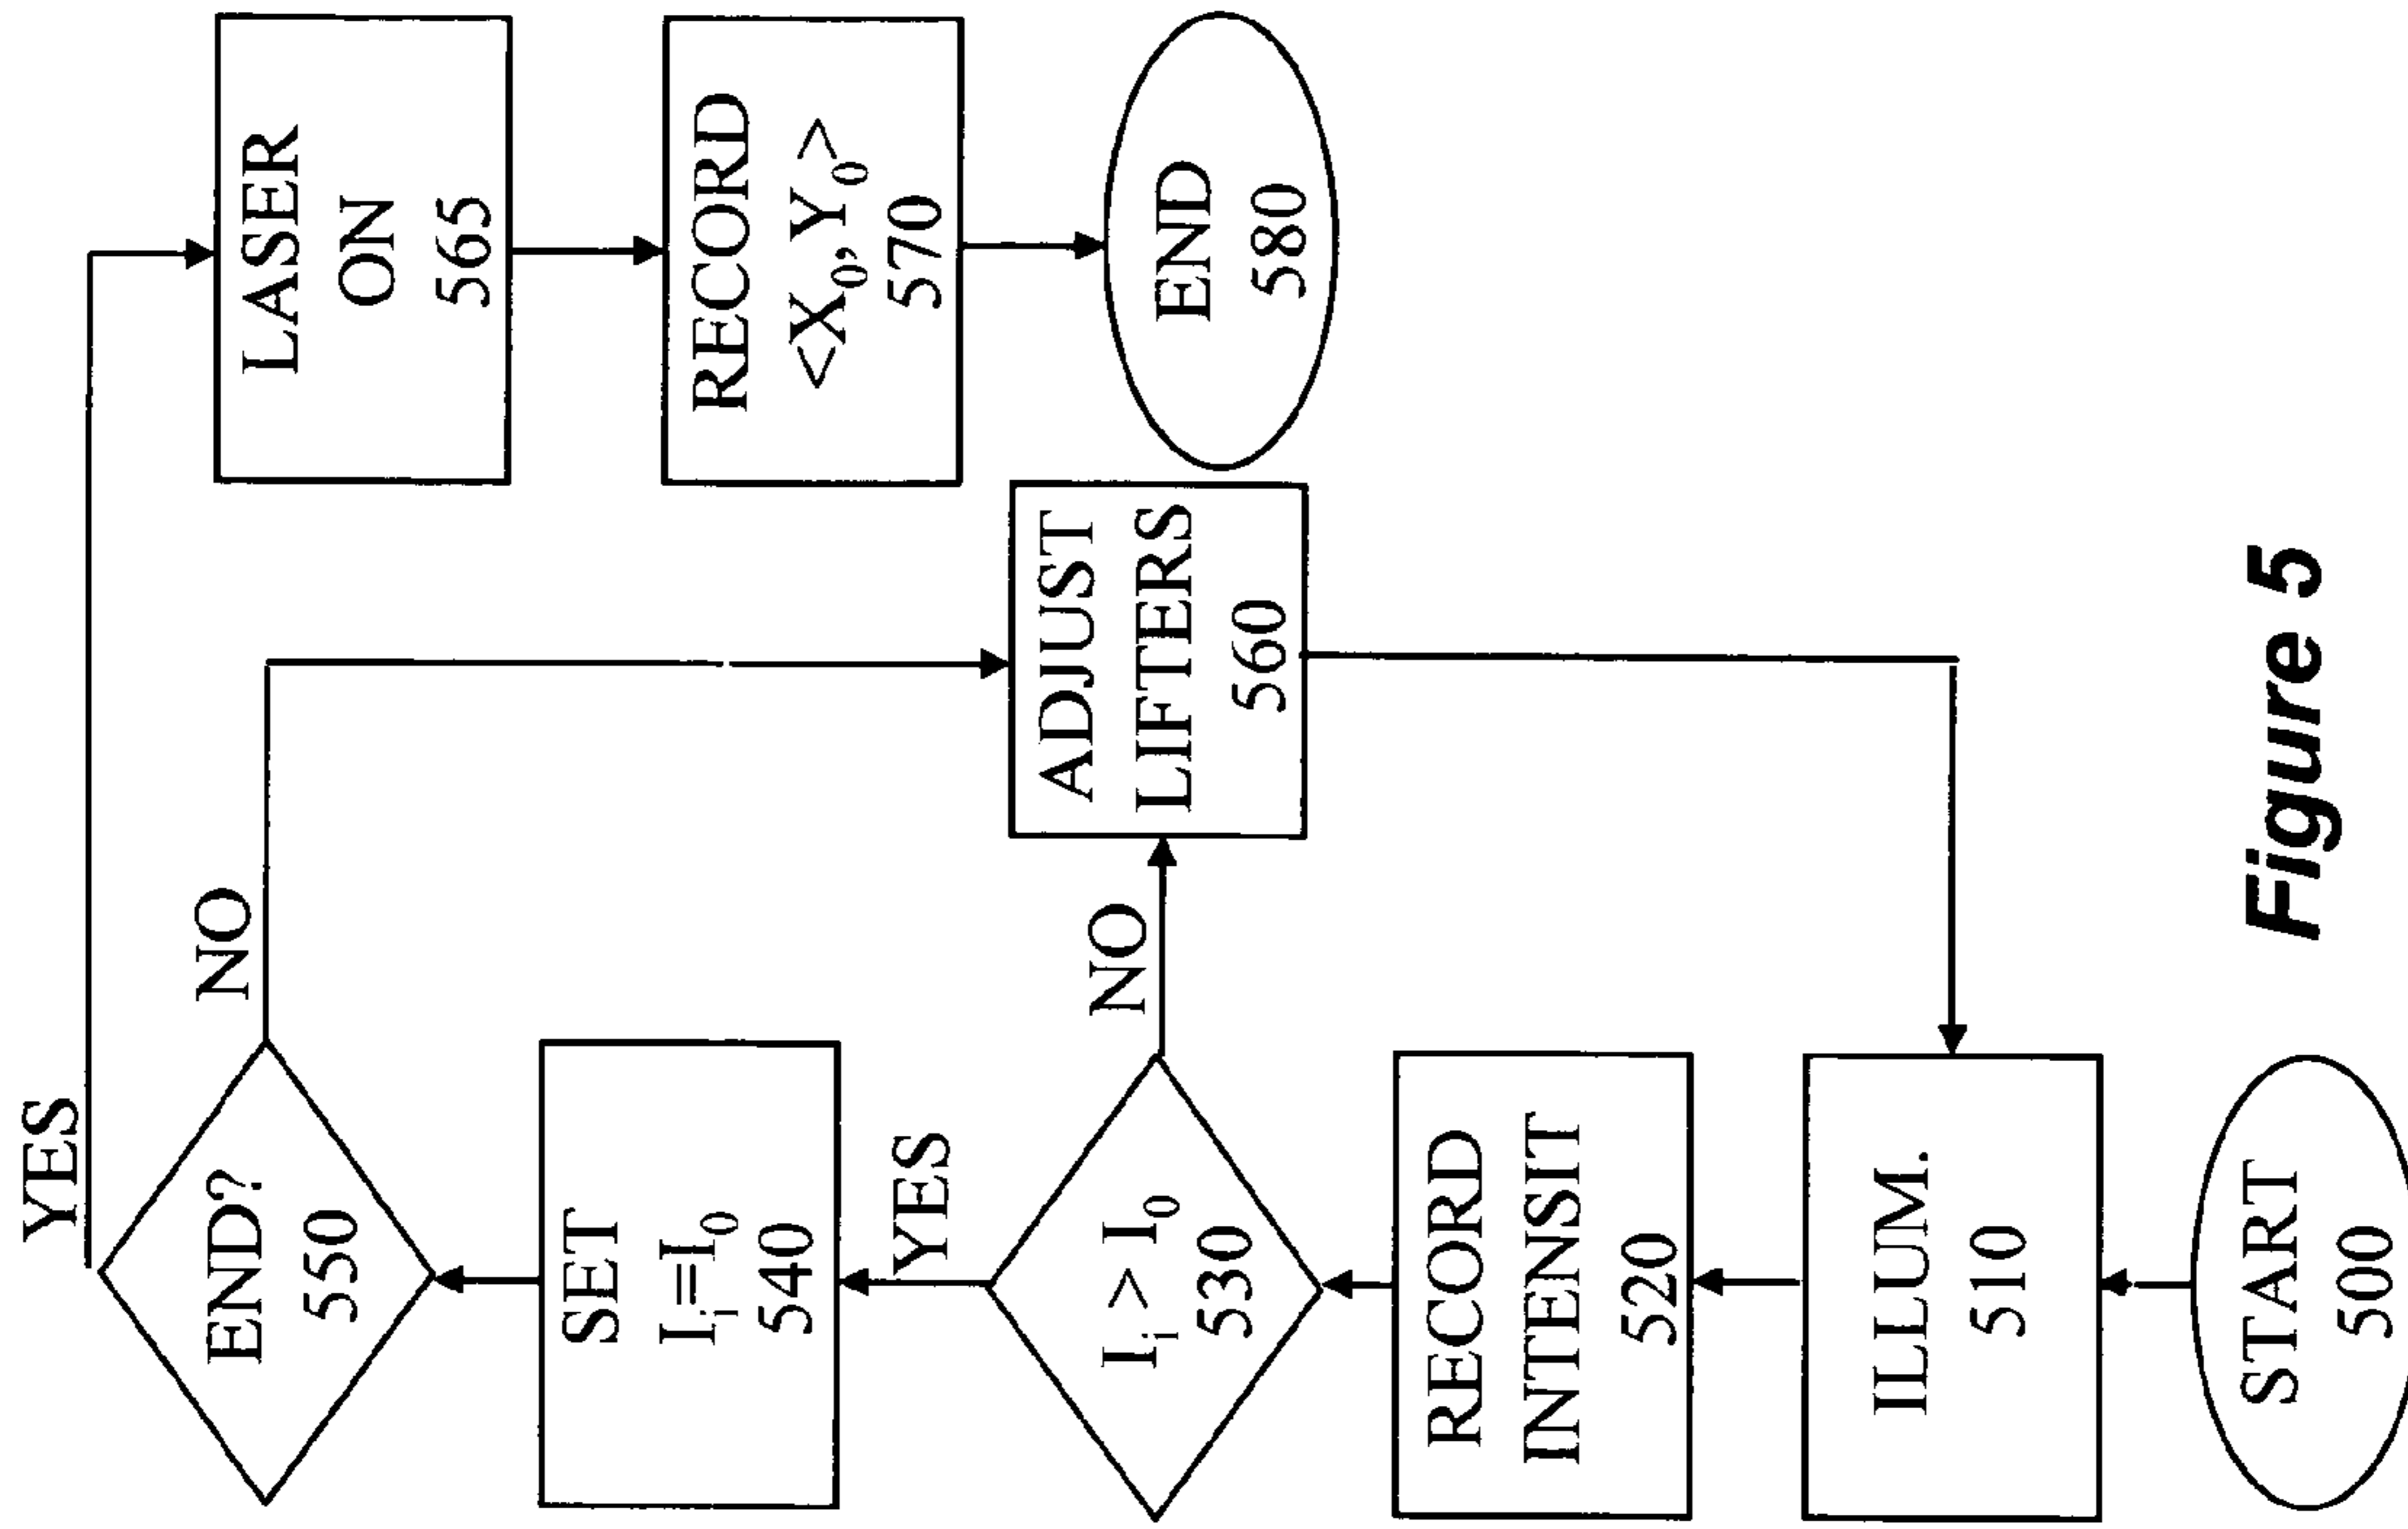 START
500
ILLUM.
510
RECORD
INTENSIT
520
I_i > I_0
530
YES
NO
SET
I_i=I_0
540
END?
550
YES
NO
ADJUST
LIFTERS
560
LASER
ON
565
RECORD
<X_0, Y_0>
570
END
580
Figure 5